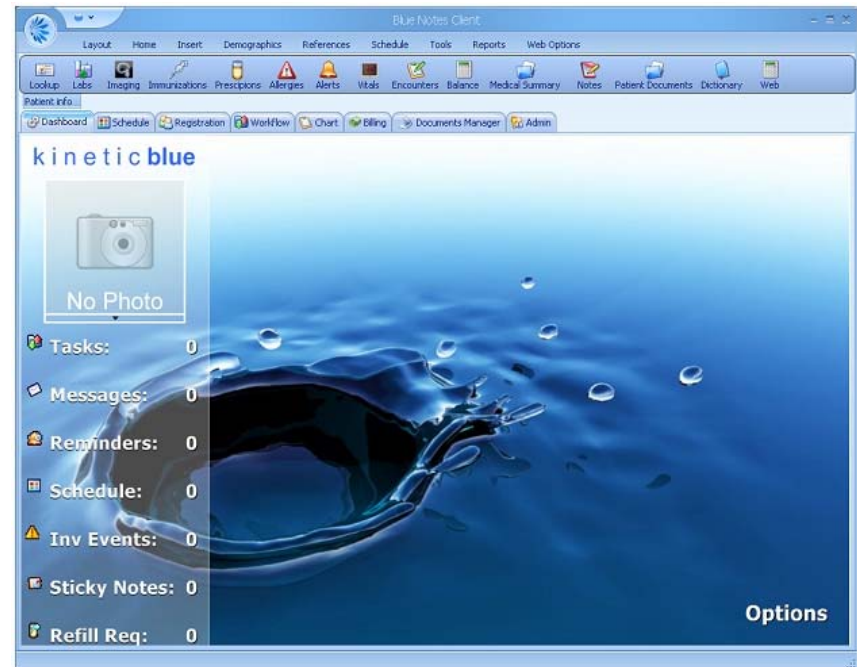 Blue Notes Client
Layout Home Insert Demographics References Schedule Tools Reports Web Options
Lookup Labs Imaging Immunizations Prescipions Allergies Alerts Vitals Encounters Balance Medical Summary Notes Patient Documents Dictionary Web
Patient Info
Dashboard Schedule Registration Workflow Chart Billing Documents Manager Admin
kineticblue
No Photo
Tasks: 0
Messages: 0
Reminders: 0
Schedule: 0
Inv Events: 0
Sticky Notes: 0
Options
Refill Req: 0